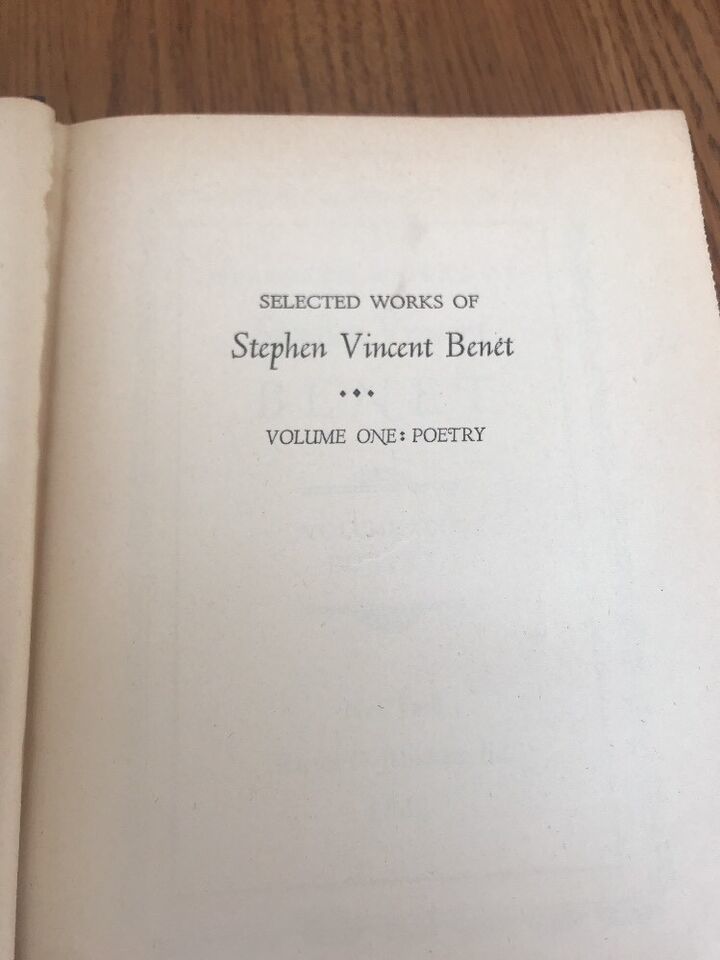 SELECTED WORKS OF
Stephen Vincent Benét
VOLUME ONE: POETRY